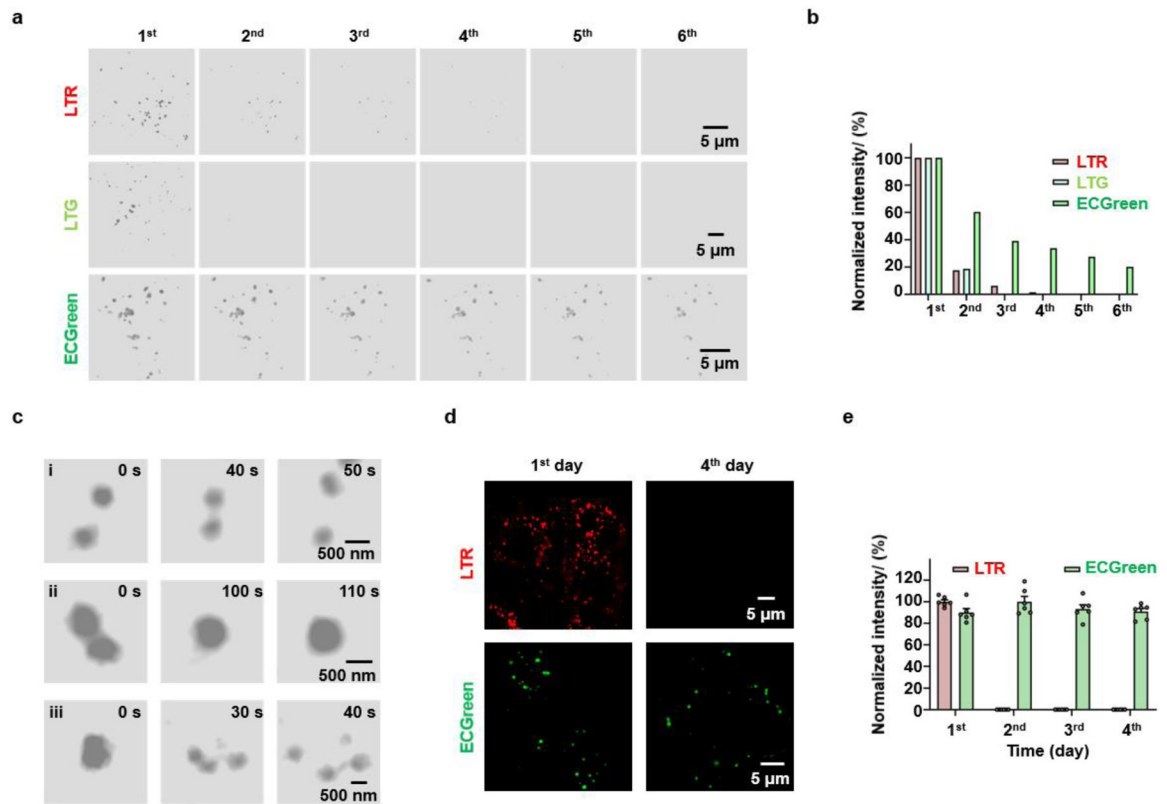 a
1st 2nd 3rd 4th 5th 6th
LTR
5 µm
LTG
5 µm
ECGreen
5 µm
b
Normalized intensity/ (%)
100
80
60
40
20
0
LTR
LTG
ECGreen
1st 2nd 3rd 4th 5th 6th
c
i 0 s 40 s 50 s
500 nm
ii 0 s 100 s 110 s
500 nm
iii 0 s 30 s 40 s
500 nm
d
1st day 4th day
LTR
5 µm
ECGreen
5 µm
e
Normalized intensity/ (%)
LTR ECGreen
120
100
80
60
40
20
0
1st 2nd 3rd 4th
Time (day)